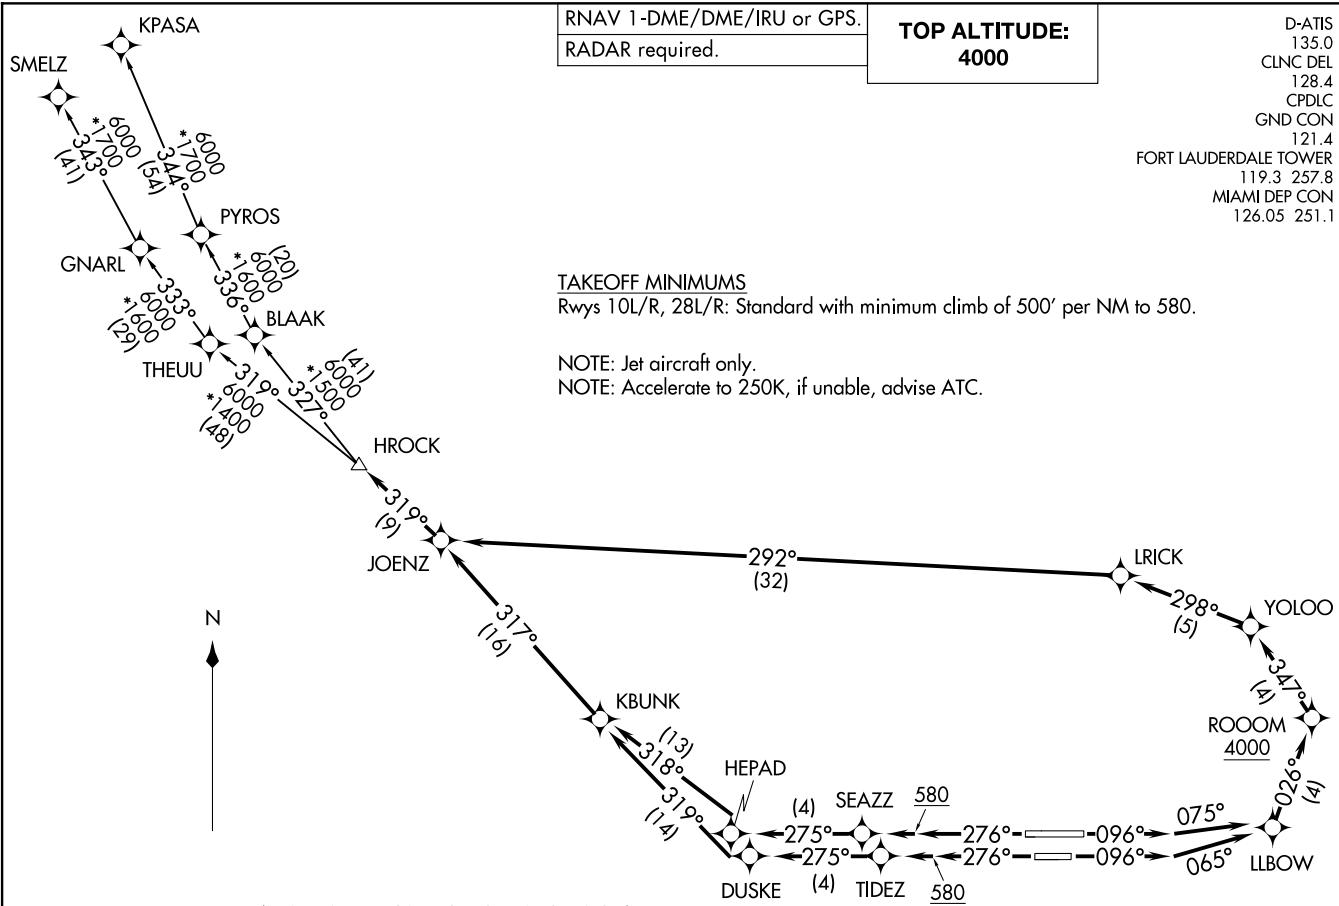 RNAV 1-DME/DME/IRU or GPS.
RADAR required.
TOP ALTITUDE:
4000
D-ATIS
135.0
CLNC DEL
128.4
CPDLC
GND CON
121.4
FORT LAUDERDALE TOWER
119.3 257.8
MIAMI DEP CON
126.05 251.1
KPASA
SMELZ
6000
*1700
343°
(41)
6000
*1700
344°
(54)
PYROS
GNARL
(20)
6000
*1600
336°
333°
6000
*1600
(29)
BLAAK
THEUU
(41)
6000
*1500
327°
319°
6000
*1400
(48)
TAKEOFF MINIMUMS
Rwys 10L/R, 28L/R: Standard with minimum climb of 500' per NM to 580.
NOTE: Jet aircraft only.
NOTE: Accelerate to 250K, if unable, advise ATC.
HROCK
319°
(9)
JOENZ
292°
(32)
LRICK
298°
(5)
YOLOO
347°
(4)
ROOOM
4000
026°
(4)
N
317°
(16)
KBUNK
(13)
318°
319°
(14)
HEPAD
(4)
275°
SEAZZ
580
276°
096°
075°
275°
(4)
276°
580
096°
065°
LLBOW
DUSKE
TIDEZ